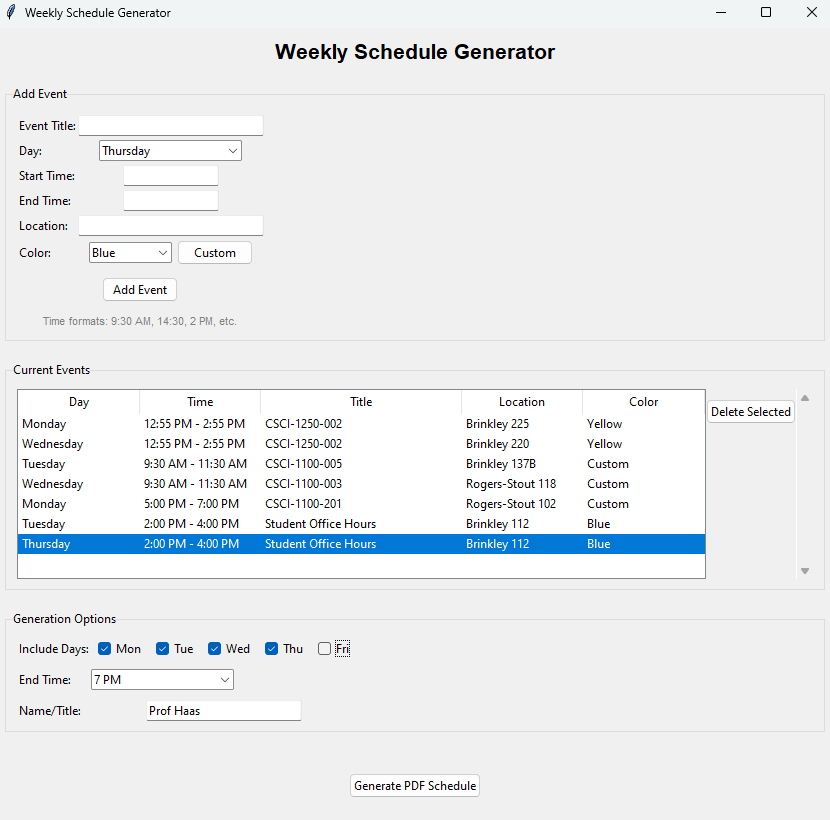 Weekly Schedule Generator
Weekly Schedule Generator
Add Event
Event Title:
Day: Thursday
Start Time:
End Time:
Location:
Color: Blue Custom
Add Event
Time formats: 9:30 AM, 14:30, 2 PM, etc.
Current Events
Day Time Title Location Color
Delete Selected
Monday 12:55 PM - 2:55 PM CSCI-1250-002 Brinkley 225 Yellow
Wednesday 12:55 PM - 2:55 PM CSCI-1250-002 Brinkley 220 Yellow
Tuesday 9:30 AM - 11:30 AM CSCI-1100-005 Brinkley 137B Custom
Wednesday 9:30 AM - 11:30 AM CSCI-1100-003 Rogers-Stout 118 Custom
Monday 5:00 PM - 7:00 PM CSCI-1100-201 Rogers-Stout 102 Custom
Tuesday 2:00 PM - 4:00 PM Student Office Hours Brinkley 112 Blue
Thursday 2:00 PM - 4:00 PM Student Office Hours Brinkley 112 Blue
Generation Options
Include Days: Mon Tue Wed Thu Fri
End Time: 7 PM
Name/Title: Prof Haas
Generate PDF Schedule